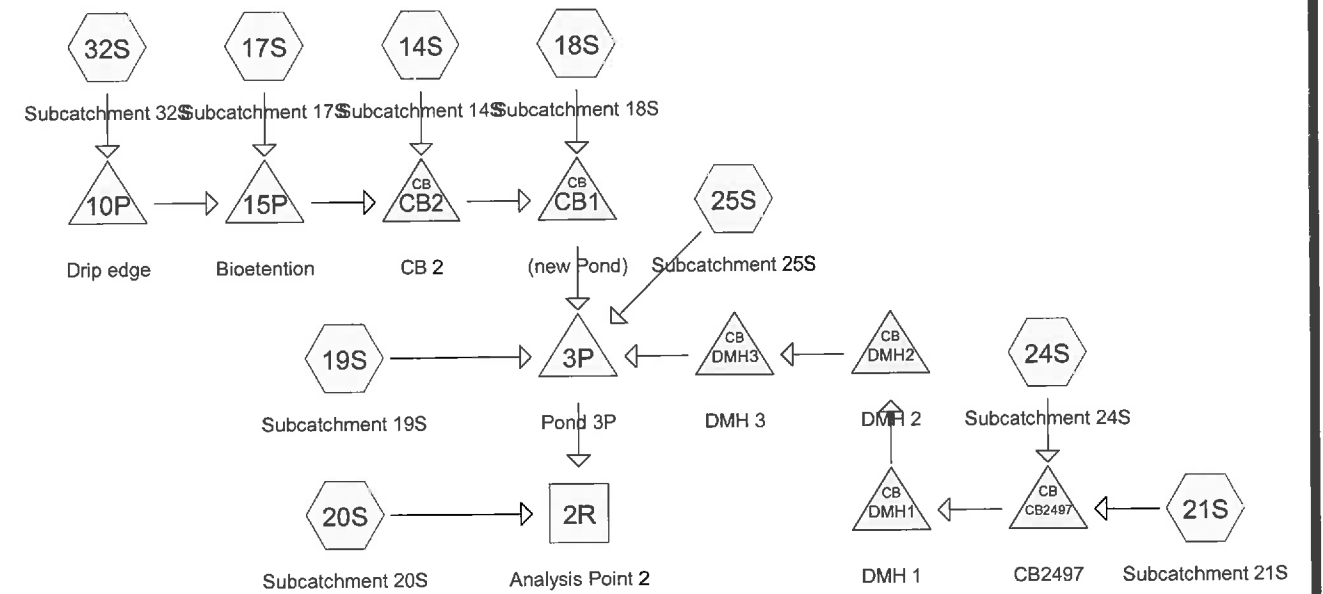 32S 17S 14S 18S
Subcatchment 32S Subcatchment 17S Subcatchment 14S Subcatchment 18S
10P 15P CB CB2 CB CB1 25S
Drip edge Bioetention CB 2 (new Pond) Subcatchment 25S
19S 3P CB DMH3 CB DMH2 24S
Subcatchment 19S Pond 3P DMH 3 DMH 2 Subcatchment 24S
20S 2R CB DMH1 CB CB2497 21S
Subcatchment 20S Analysis Point 2 DMH 1 CB2497 Subcatchment 21S